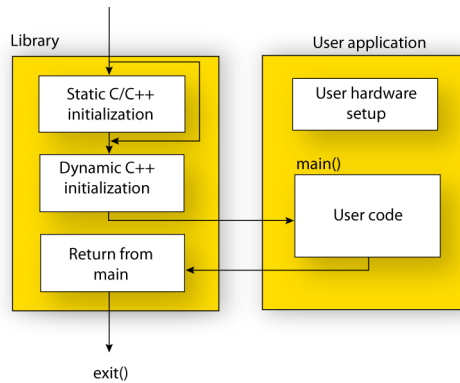 Library
User application
Static C/C++
initialization
User hardware
setup
Dynamic C++
initialization
main()
User code
Return from
main
exit()